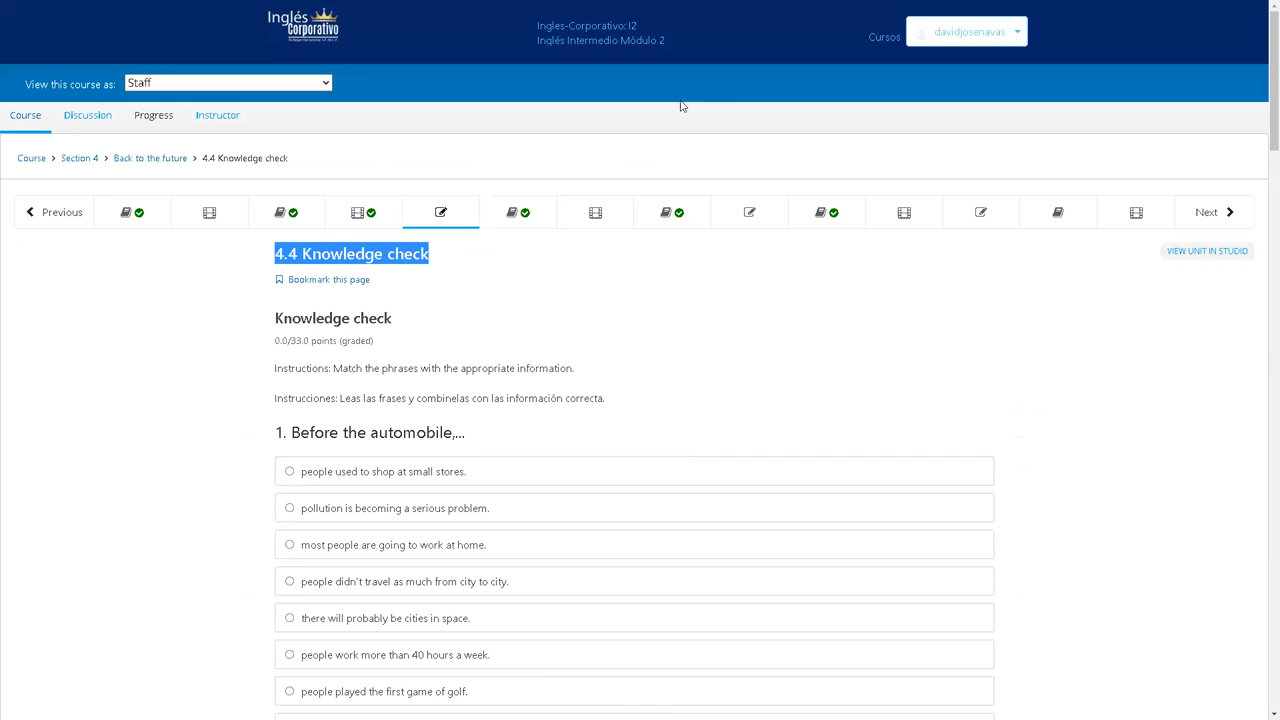 Inglés
Corporativo
Ingles-Corporativo: I2
Inglés Intermedio Módulo 2
Cursos
davidjosenavas
View this course as:
Staff
Course
Discussion
Progress
Instructor
Course > Section 4 > Back to the future > 4.4 Knowledge check
Previous
Next
4.4 Knowledge check
VIEW UNIT IN STUDIO
Bookmark this page
Knowledge check
0.0/33.0 points (graded)
Instructions: Match the phrases with the appropriate information.
Instrucciones: Leas las frases y combinelas con las información correcta.
1. Before the automobile,...
people used to shop at small stores.
pollution is becoming a serious problem.
most people are going to work at home.
people didn't travel as much from city to city.
there will probably be cities in space.
people work more than 40 hours a week.
people played the first game of golf.